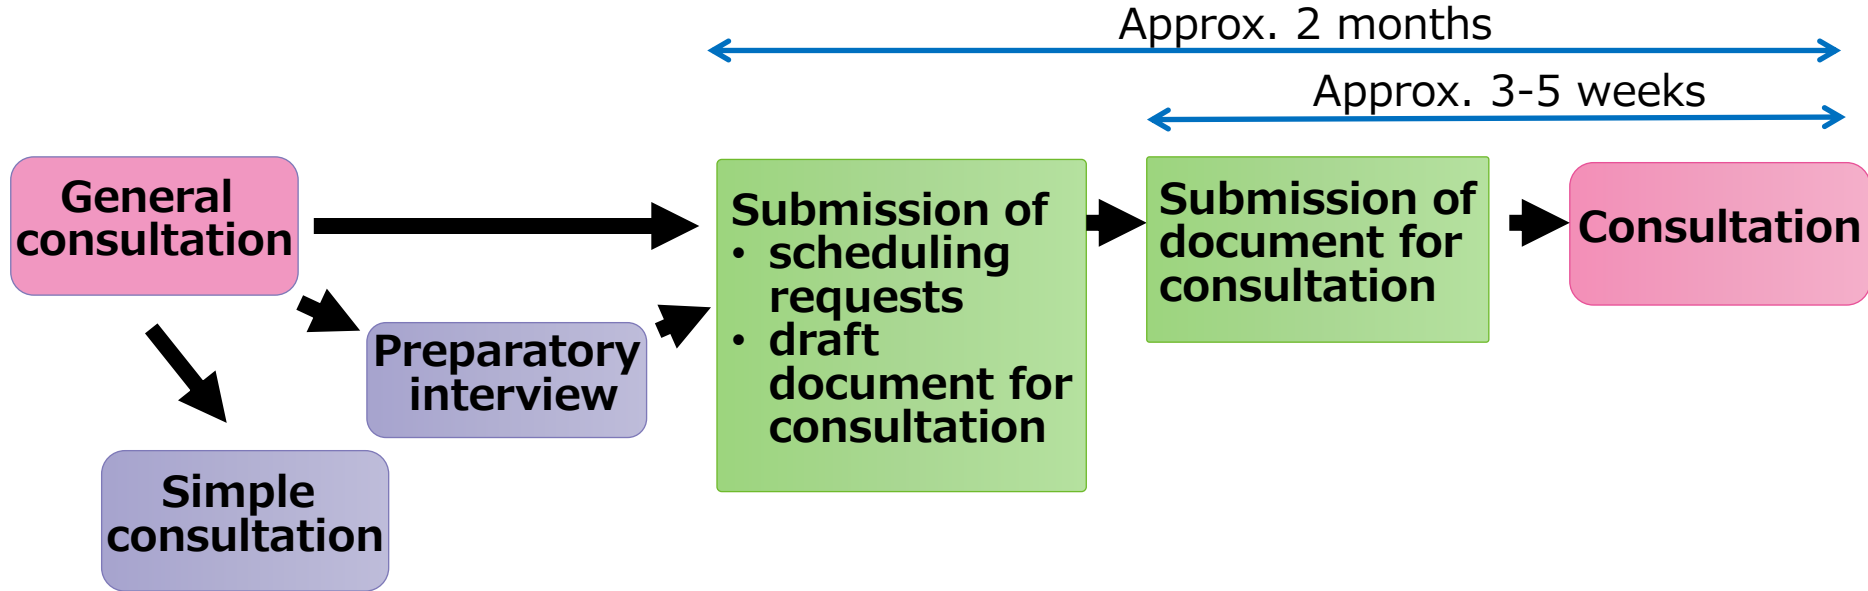 Approx. 2 months
Approx. 3-5 weeks
General
consultation
Preparatory
interview
Simple
consultation
Submission of
• scheduling
requests
• draft
document for
consultation
Submission of
document for
consultation
Consultation